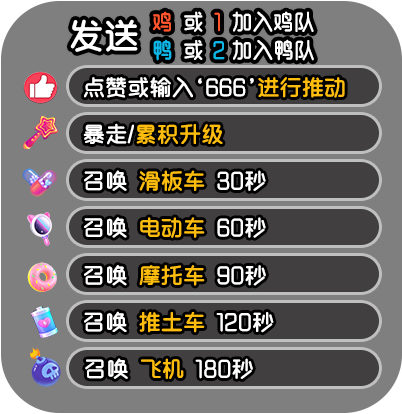 发送 鸡 或 1 加入鸡队
鸭 或 2 加入鸭队
点赞或输入‘666’进行推动
暴走/累积升级
召唤 滑板车 30秒
召唤 电动车 60秒
召唤 摩托车 90秒
召唤 推土车 120秒
召唤 飞机 180秒